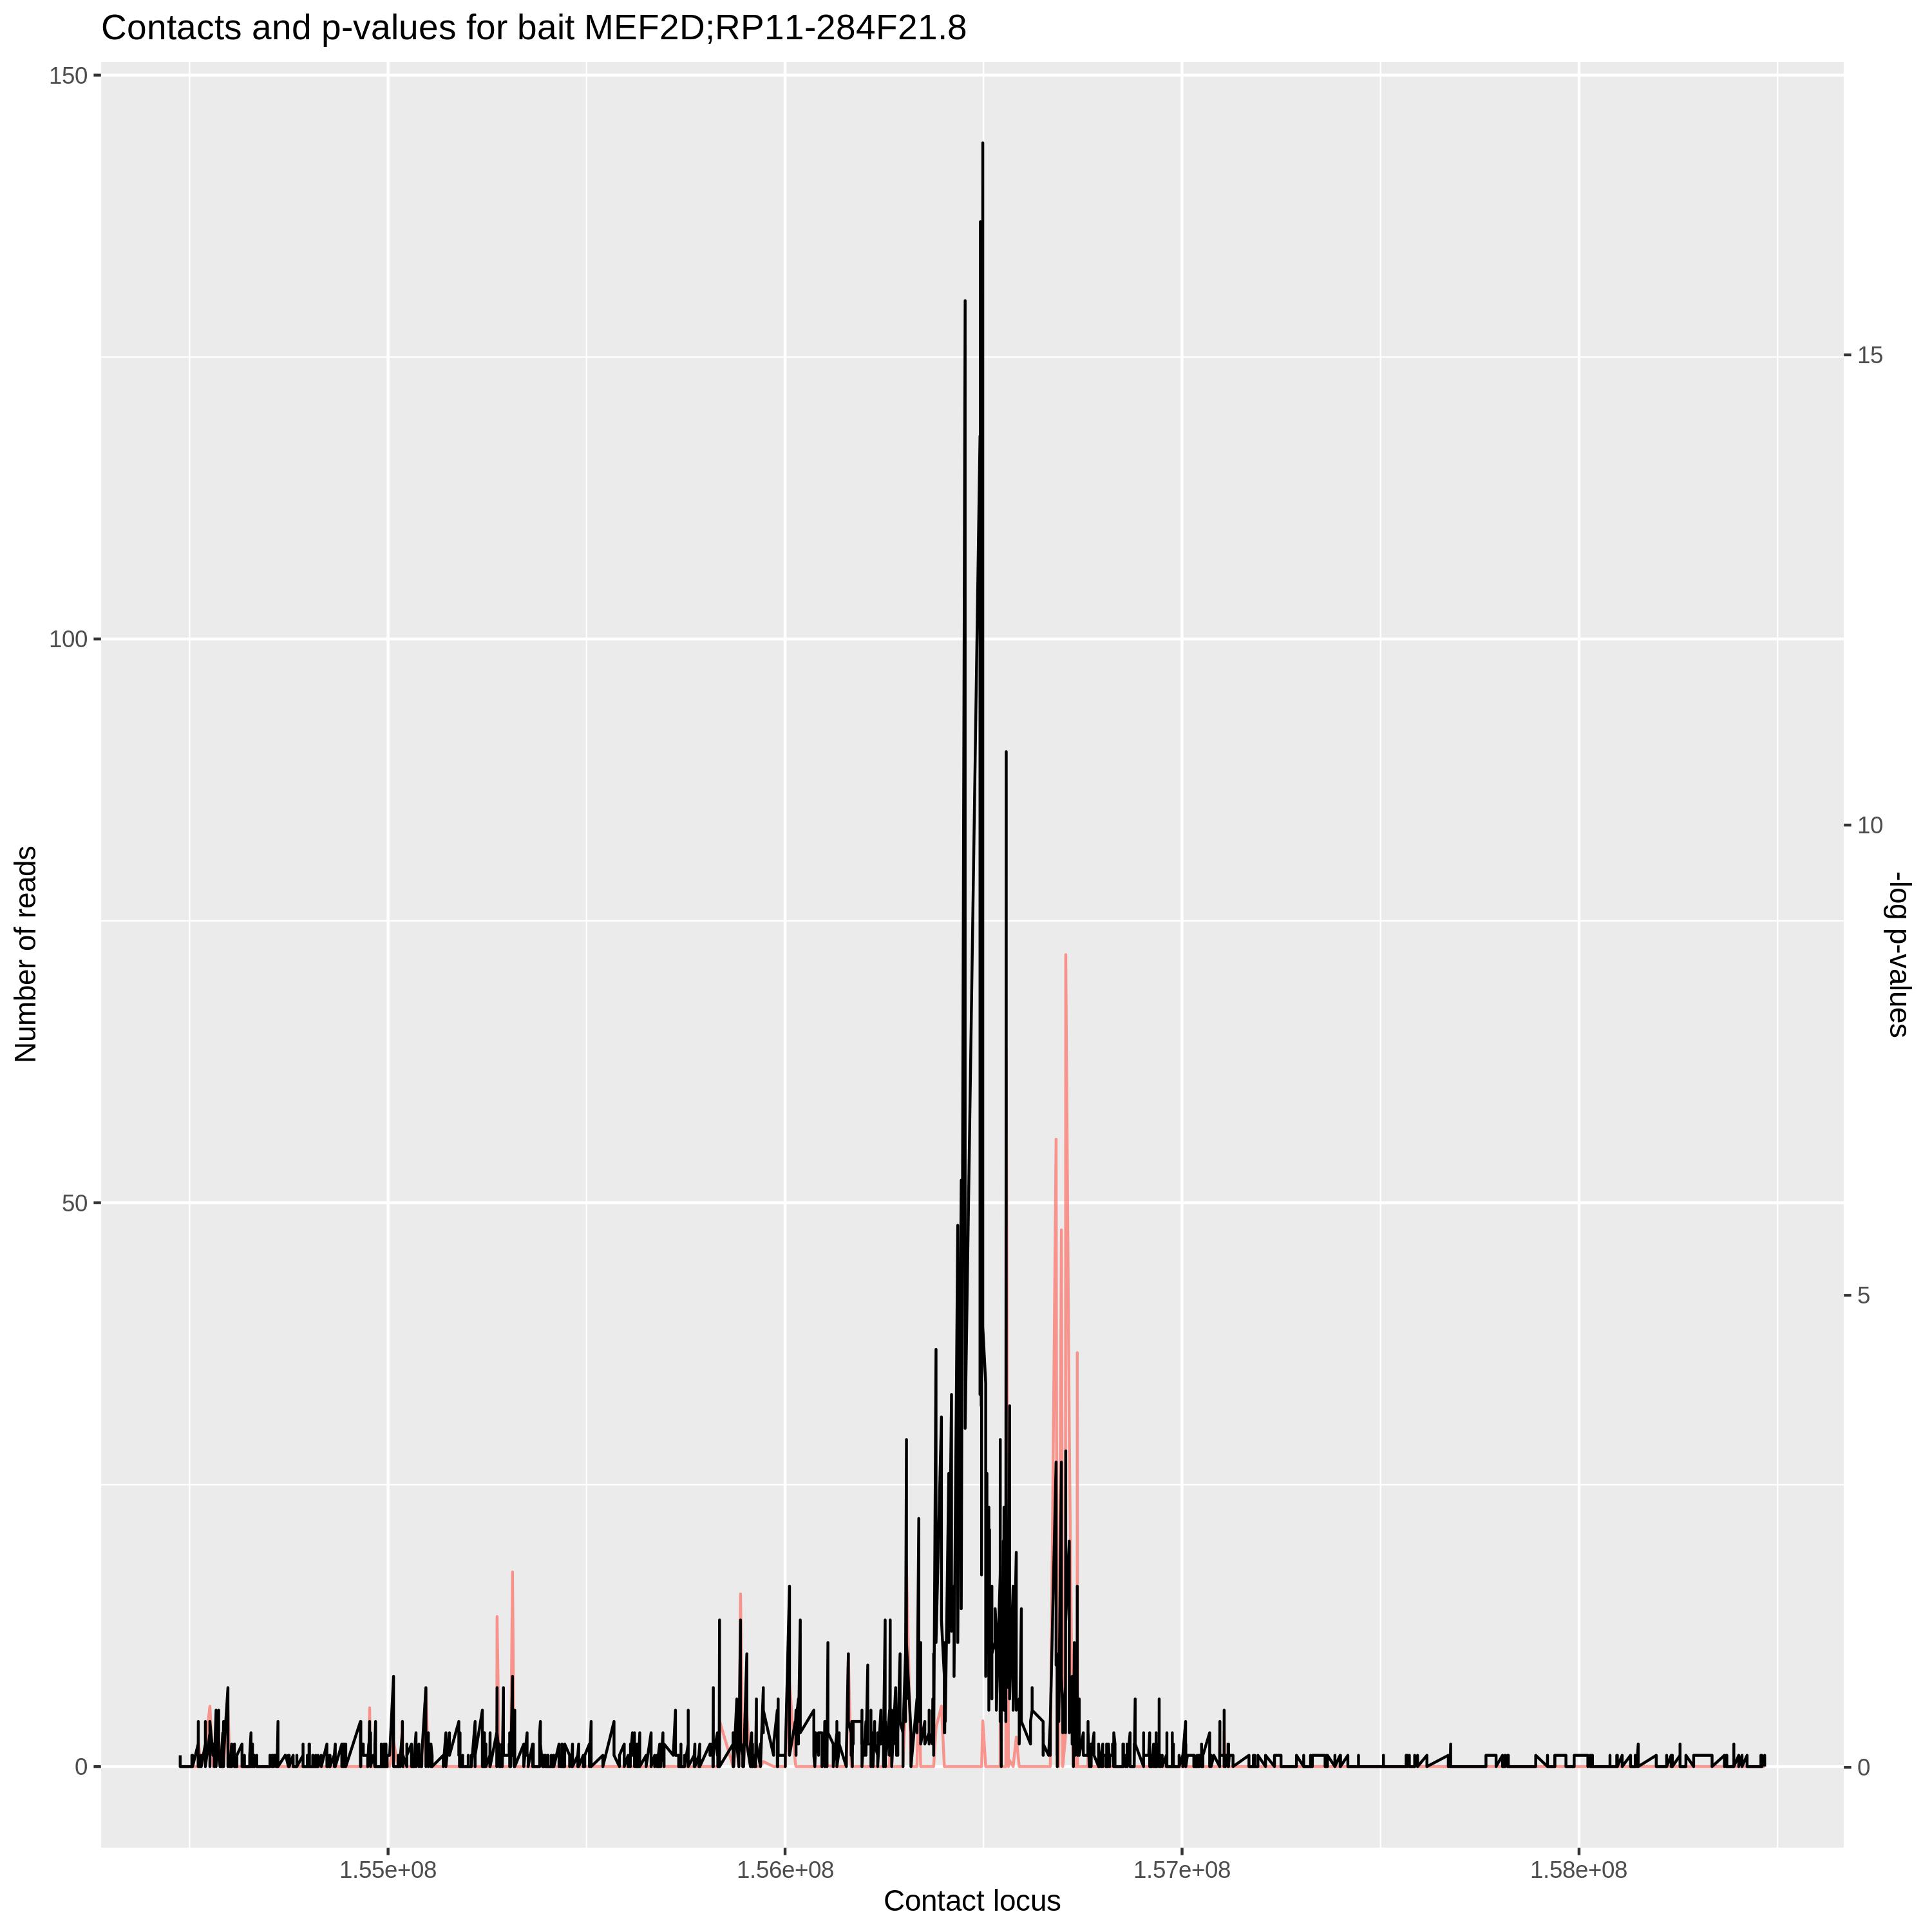 Contacts and p-values for bait MEF2D;RP11-284F21.8
150
100
50
0
Number of reads
15
10
5
0
-log p-values
1.55e+08
1.56e+08
1.57e+08
1.58e+08
Contact locus